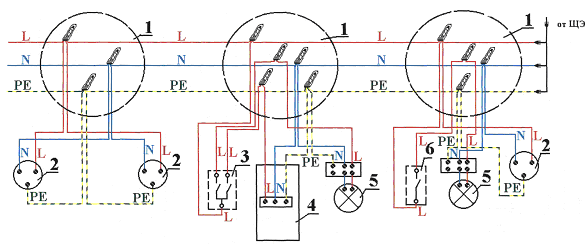 1 1 1 от ЩЭ
L L L
N N N
PE PE PE PE
N L N L L L L N PE N L L PE N L N L
2 2 3 5 6 5 2
PE PE L 4 L PE